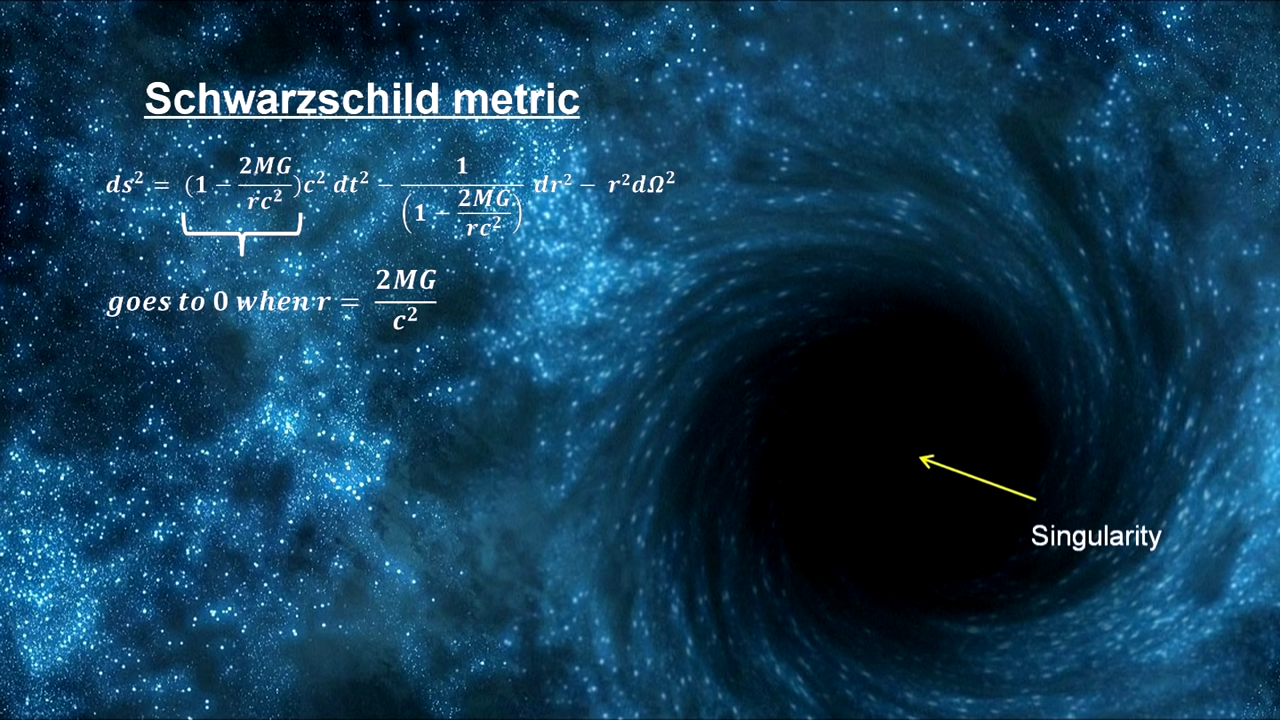 Schwarzschild metric
ds² = (1 - 2MG/rc²)c² dt² - 1/(1 - 2MG/rc²) dr² - r²dΩ²
goes to 0 when r = 2MG/c²
Singularity